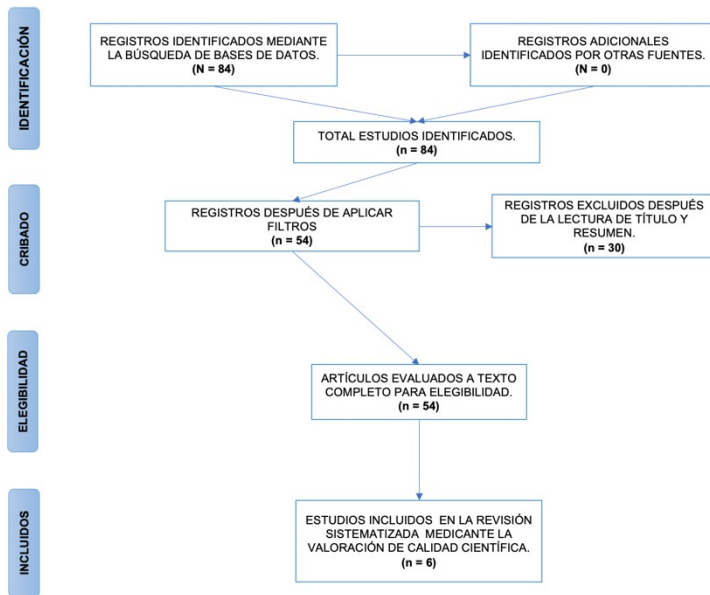 IDENTIFICACIÓN
REGISTROS IDENTIFICADOS MEDIANTE
LA BÚSQUEDA DE BASES DE DATOS.
(N = 84)
REGISTROS ADICIONALES
IDENTIFICADOS POR OTRAS FUENTES.
(N = 0)
TOTAL ESTUDIOS IDENTIFICADOS.
(n = 84)
CRIBADO
REGISTROS DESPUÉS DE APLICAR
FILTROS
(n = 54)
REGISTROS EXCLUIDOS DESPUÉS
DE LA LECTURA DE TÍTULO Y
RESUMEN.
(n = 30)
ELEGIBILIDAD
ARTÍCULOS EVALUADOS A TEXTO
COMPLETO PARA ELEGIBILIDAD.
(n = 54)
INCLUIDOS
ESTUDIOS INCLUIDOS EN LA REVISIÓN
SISTEMATIZADA MEDICANTE LA
VALORACIÓN DE CALIDAD CIENTÍFICA.
(n = 6)